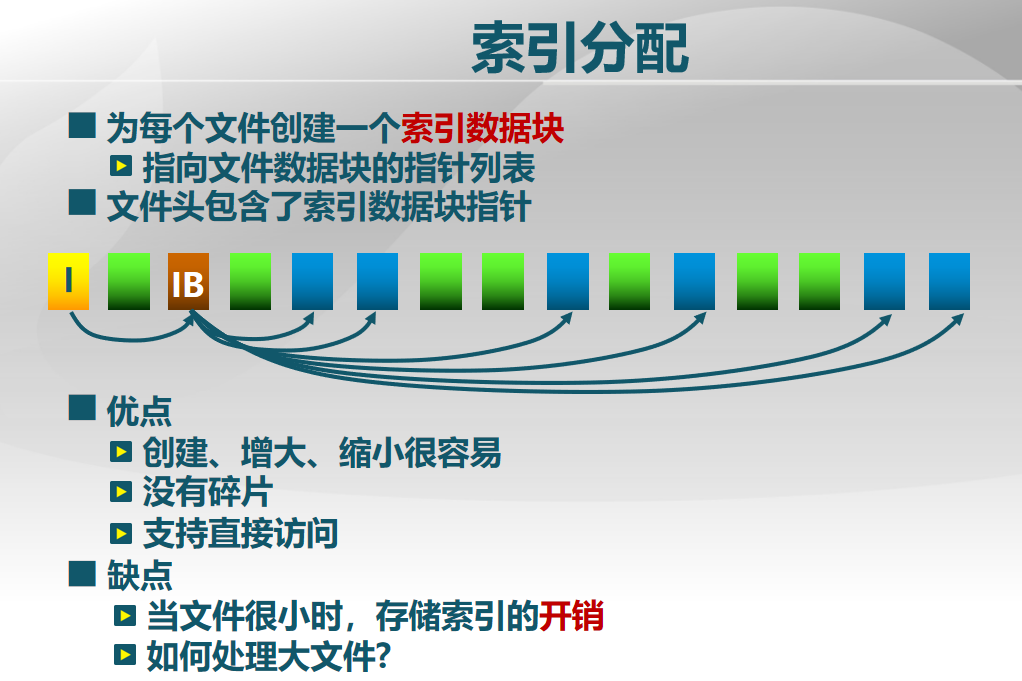 索引分配
为每个文件创建一个索引数据块
指向文件数据块的指针列表
文件头包含了索引数据块指针
I IB
优点
创建、增大、缩小很容易
没有碎片
支持直接访问
缺点
当文件很小时，存储索引的开销
如何处理大文件?